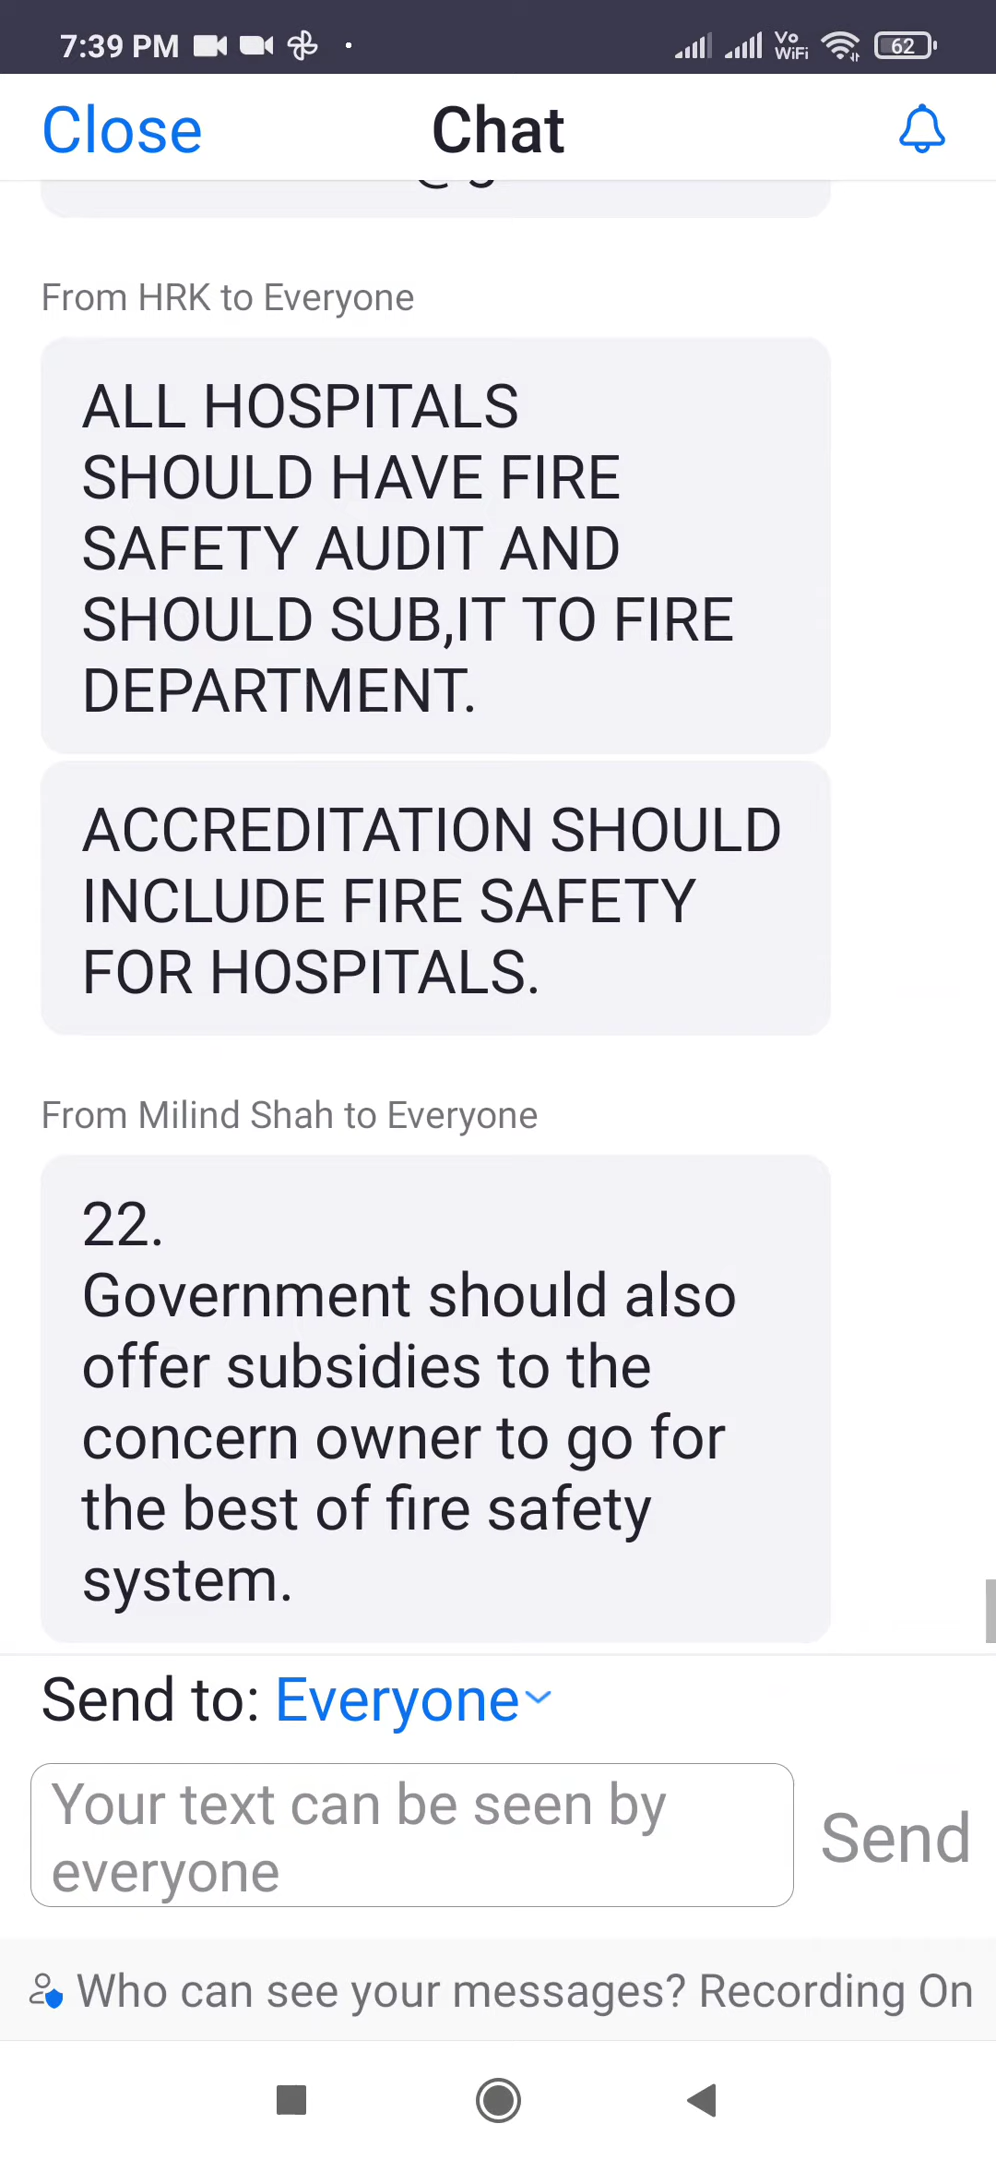 7:39 PM
Vo
WiFi
62
Close
Chat
From HRK to Everyone
ALL HOSPITALS
SHOULD HAVE FIRE
SAFETY AUDIT AND
SHOULD SUB,IT TO FIRE
DEPARTMENT.
ACCREDITATION SHOULD
INCLUDE FIRE SAFETY
FOR HOSPITALS.
From Milind Shah to Everyone
22.
Government should also
offer subsidies to the
concern owner to go for
the best of fire safety
system.
Send to: Everyone
Your text can be seen by
everyone
Send
Who can see your messages? Recording On